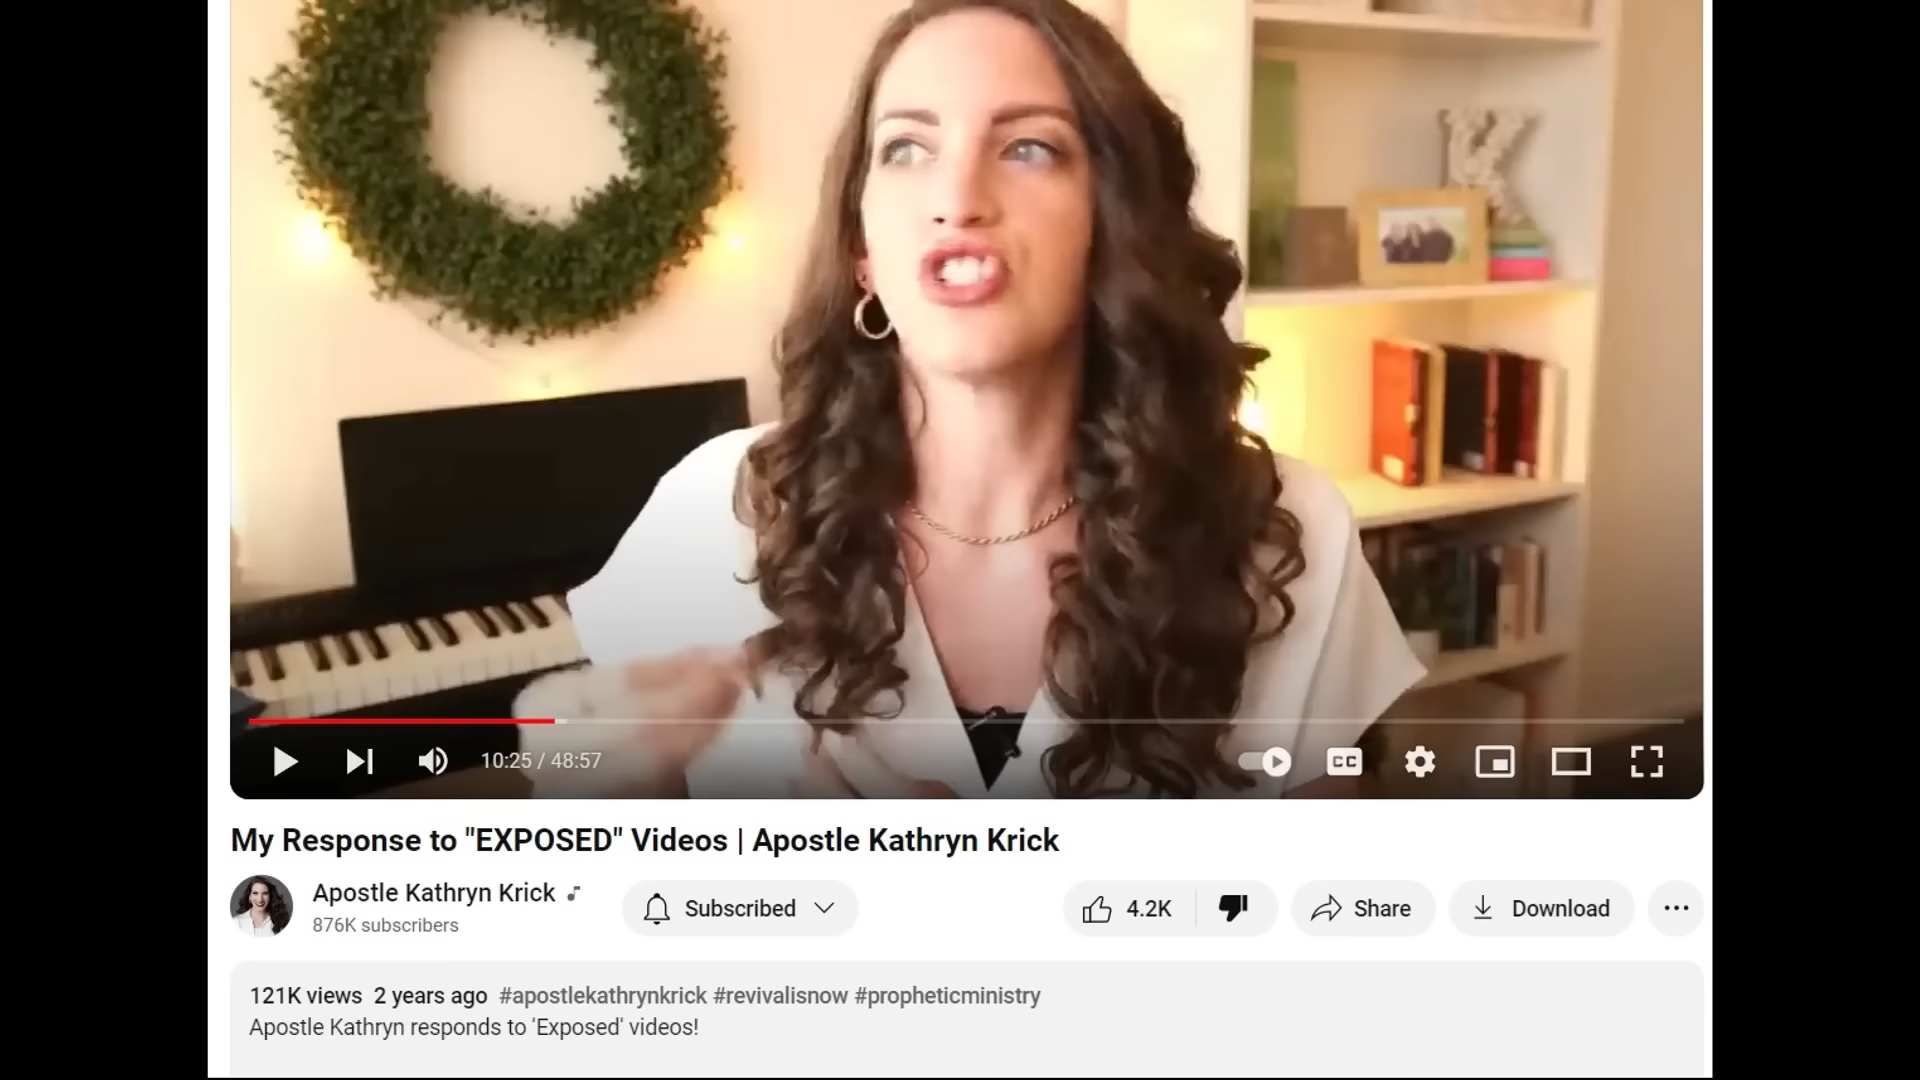 10:25 / 48:57
CC
My Response to "EXPOSED" Videos | Apostle Kathryn Krick
Apostle Kathryn Krick
876K subscribers
Subscribed
4.2K
Share
Download
121K views 2 years ago #apostlekathrynkrick #revivalisnow #propheticministry
Apostle Kathryn responds to 'Exposed' videos!